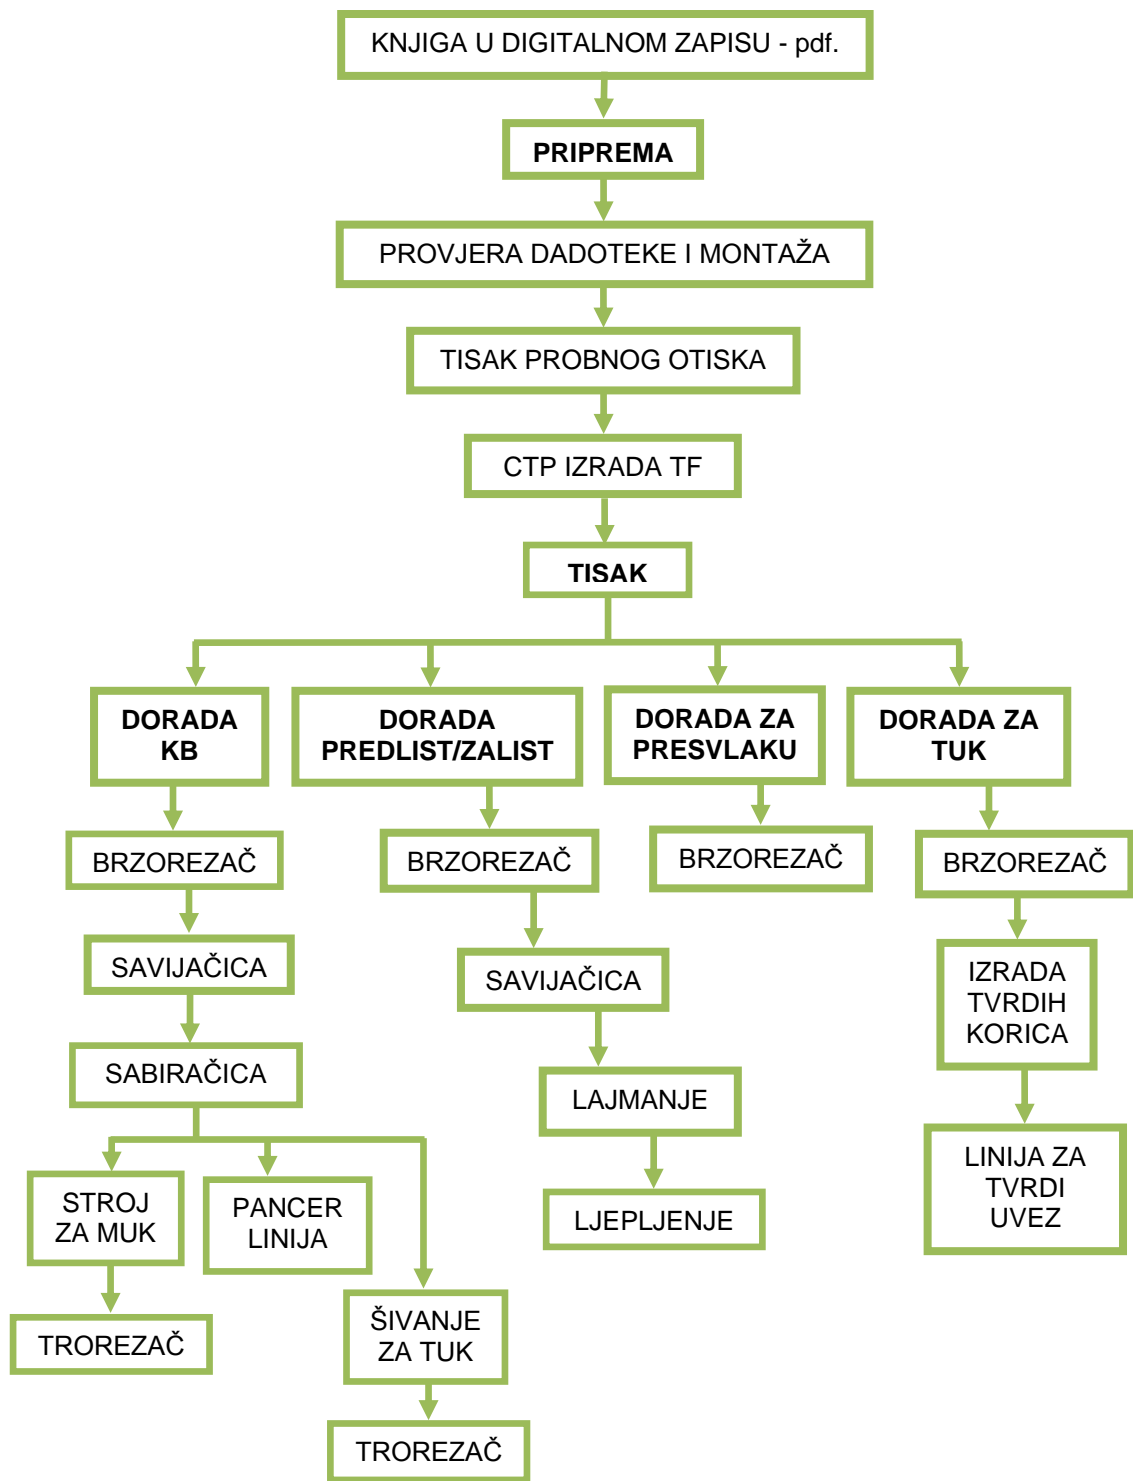 KNJIGA U DIGITALNOM ZAPISU - pdf.
PRIPREMA
PROVJERA DADOTEKE I MONTAŽA
TISAK PROBNOG OTISKA
CTP IZRADA TF
TISAK
DORADA
KB
DORADA
PREDLIST/ZALIST
DORADA ZA
PRESVLAKU
DORADA ZA
TUK
BRZOREZAČ
BRZOREZAČ
BRZOREZAČ
BRZOREZAČ
SAVIJAČICA
SAVIJAČICA
IZRADA
TVRDIH
KORICA
SABIRAČICA
LAJMANJE
STROJ
ZA MUK
PANCER
LINIJA
LJEPLJENJE
LINIJA ZA
TVRDI
UVEZ
TROREZAČ
ŠIVANJE
ZA TUK
TROREZAČ